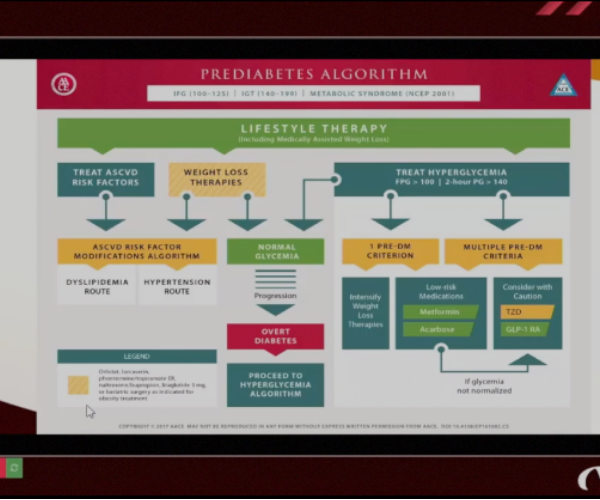 PREDIABETES ALGORITHM
IFG (100–125) | IGT (140–199) | METABOLIC SYNDROME (NCEP 2001)
LIFESTYLE THERAPY
(Including Medically Assisted Weight Loss)
TREAT ASCVD
RISK FACTORS
WEIGHT LOSS
THERAPIES
TREAT HYPERGLYCEMIA
FPG > 100 | 2-hour PG > 140
ASCVD RISK FACTOR
MODIFICATIONS ALGORITHM
DYSLIPIDEMIA
ROUTE
HYPERTENSION
ROUTE
NORMAL
GLYCEMIA
Progression
OVERT
DIABETES
PROCEED TO
HYPERGLYCEMIA
ALGORITHM
1 PRE-DM
CRITERION
MULTIPLE PRE-DM
CRITERIA
Intensify
Weight
Loss
Therapies
Low-risk
Medications
Metformin
Acarbose
Consider with
Caution
TZD
GLP-1 RA
If glycemia
not normalized
LEGEND
Orlistat, lorcaserin,
phentermine/topiramate ER,
naltrexone/bupropion, liraglutide 3 mg,
or bariatric surgery as indicated for
obesity treatment
COPYRIGHT © 2017 AACE MAY NOT BE REPRODUCED IN ANY FORM WITHOUT EXPRESS WRITTEN PERMISSION FROM AACE.
ACE